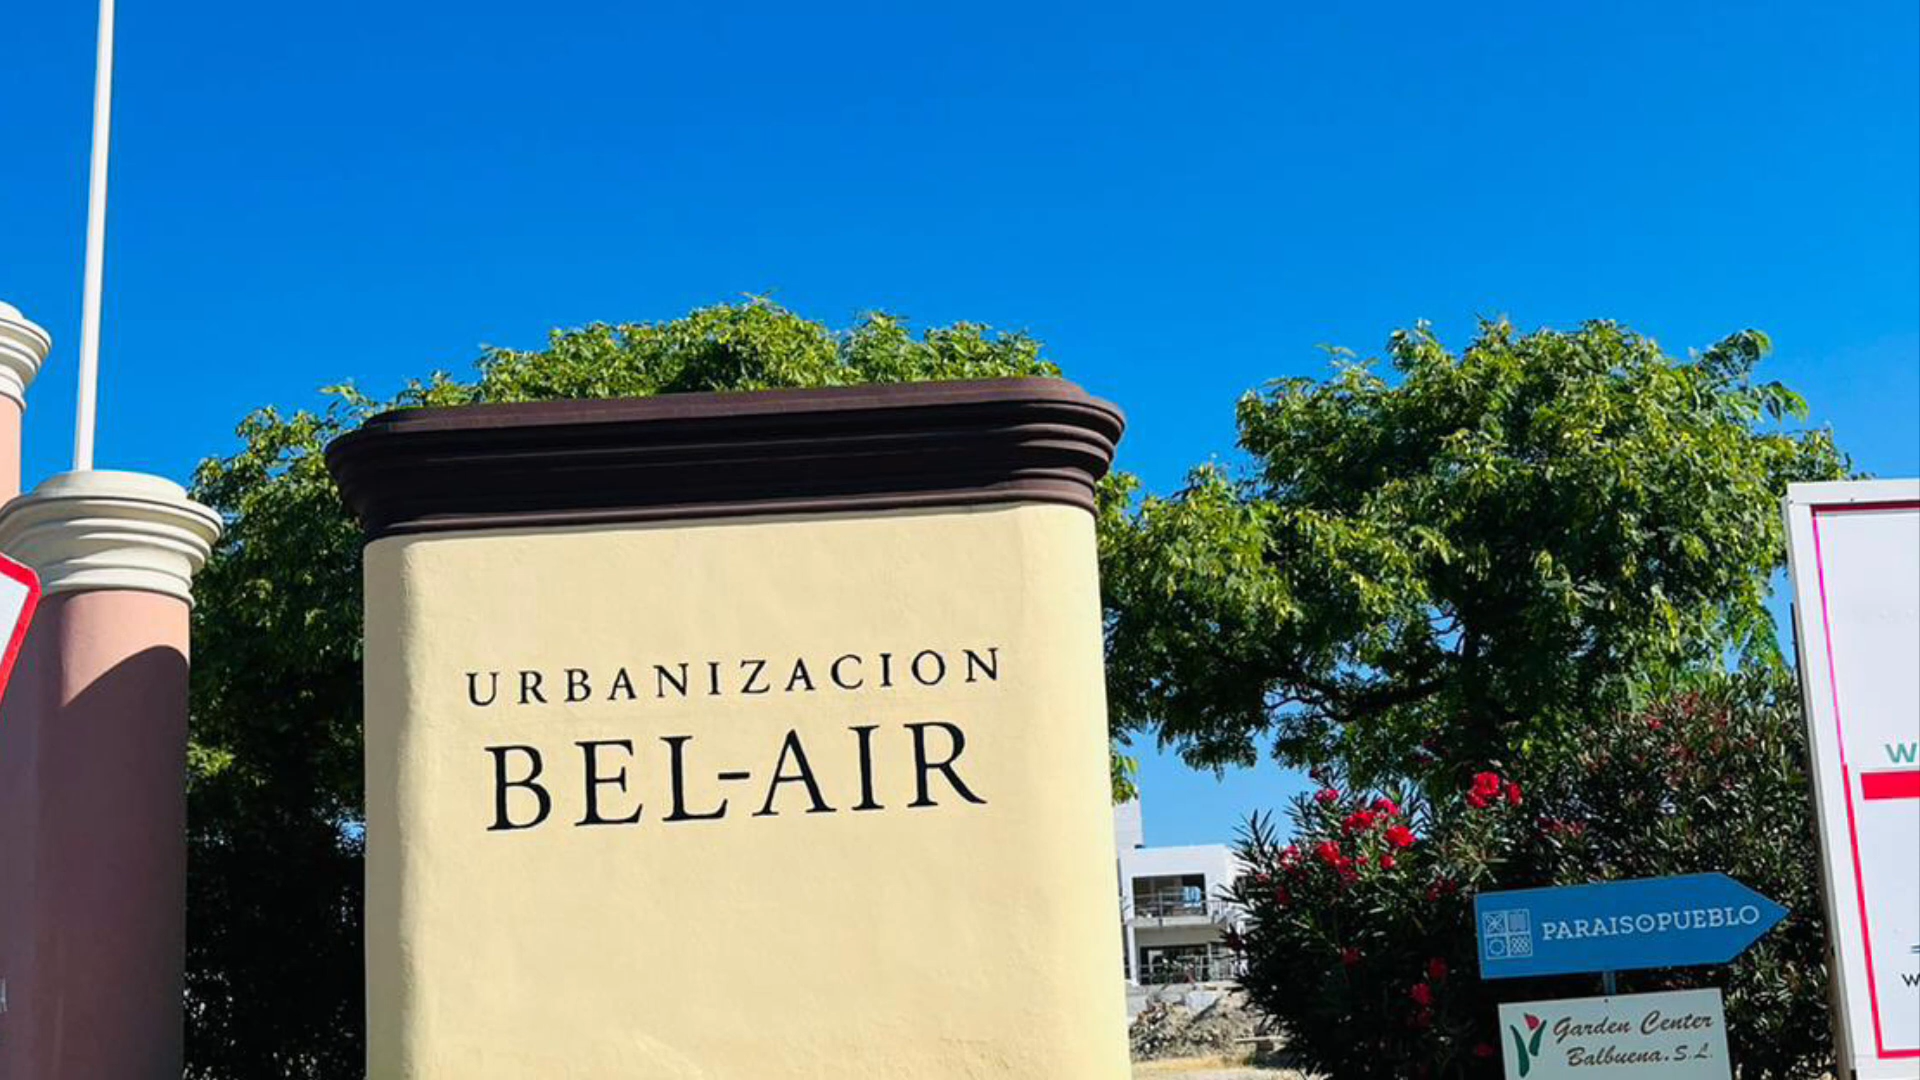 URBANIZACION
BEL-AIR
PARAISOPUEBLO
Garden Center
Balbuena, S.L.